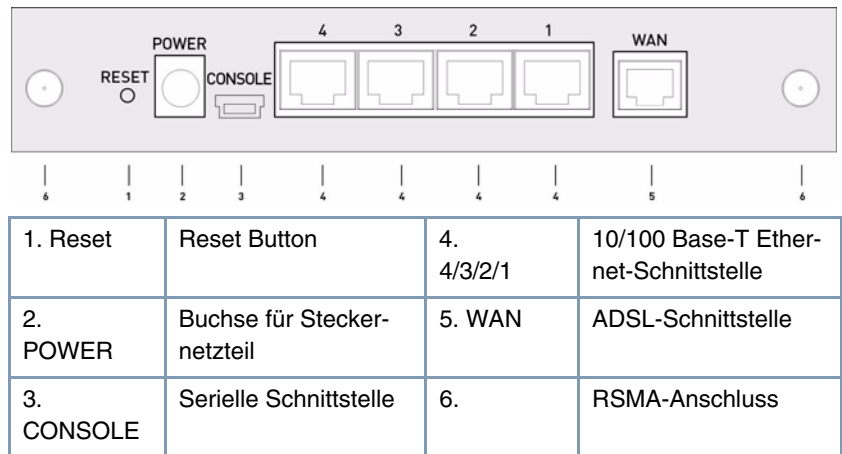 4 3 2 1
POWER WAN
RESET CONSOLE
6 1 2 3 4 4 4 4 5 6
1. Reset Reset Button 4. 10/100 Base-T Ether-
4/3/2/1 net-Schnittstelle
2. Buchse für Stecker- 5. WAN ADSL-Schnittstelle
POWER netzteil
3. Serielle Schnittstelle 6. RSMA-Anschluss
CONSOLE